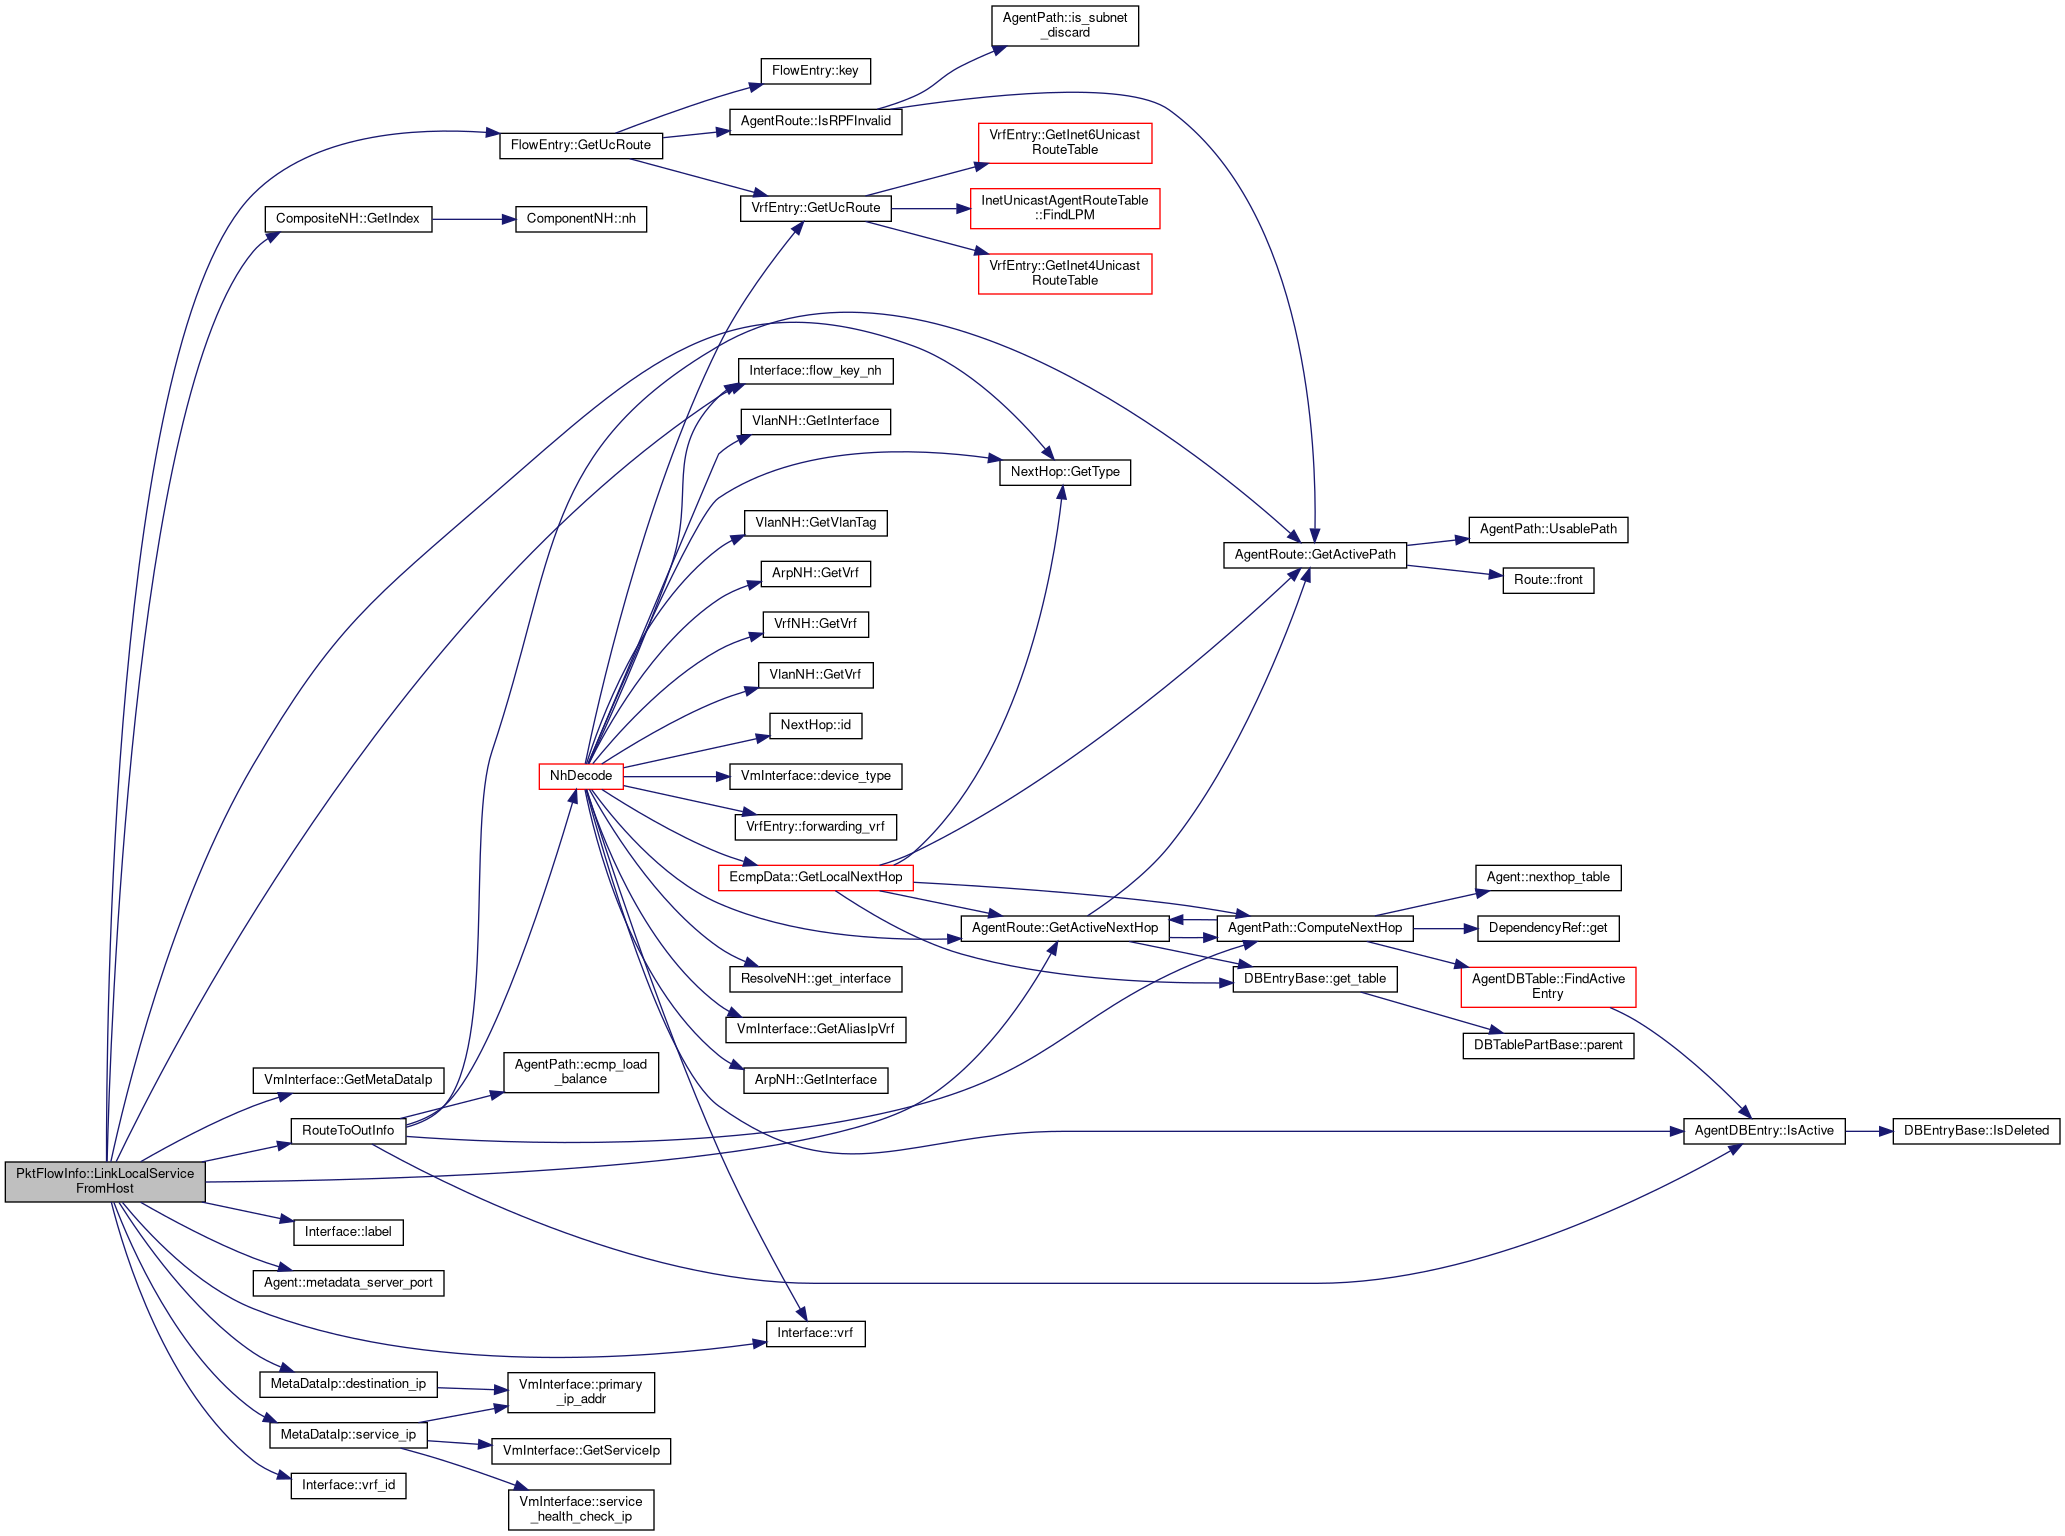 AgentPath::is_subnet
_discard
FlowEntry::key
AgentRoute::IsRPFInvalid
FlowEntry::GetUcRoute
VrfEntry::GetInet6Unicast
RouteTable
CompositeNH::GetIndex
ComponentNH::nh
VrfEntry::GetUcRoute
InetUnicastAgentRouteTable
::FindLPM
VrfEntry::GetInet4Unicast
RouteTable
Interface::flow_key_nh
VlanNH::GetInterface
NextHop::GetType
VlanNH::GetVlanTag
AgentPath::UsablePath
AgentRoute::GetActivePath
ArpNH::GetVrf
Route::front
VrfNH::GetVrf
VlanNH::GetVrf
NextHop::id
NhDecode
VmInterface::device_type
VrfEntry::forwarding_vrf
EcmpData::GetLocalNextHop
Agent::nexthop_table
AgentRoute::GetActiveNextHop
AgentPath::ComputeNextHop
DependencyRef::get
ResolveNH::get_interface
DBEntryBase::get_table
AgentDBTable::FindActive
Entry
VmInterface::GetAliasIpVrf
DBTablePartBase::parent
VmInterface::GetMetaDataIp
AgentPath::ecmp_load
_balance
ArpNH::GetInterface
RouteToOutInfo
AgentDBEntry::IsActive
DBEntryBase::IsDeleted
PktFlowInfo::LinkLocalService
FromHost
Interface::label
Agent::metadata_server_port
Interface::vrf
MetaDataIp::destination_ip
VmInterface::primary
_ip_addr
MetaDataIp::service_ip
VmInterface::GetServiceIp
Interface::vrf_id
VmInterface::service
_health_check_ip